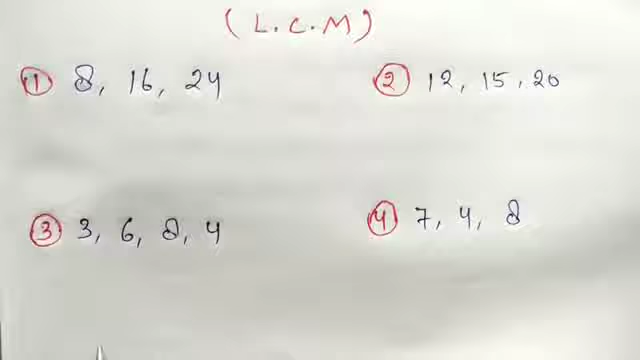 ( L.C.M )
① 8, 16, 24
② 12, 15, 20
③ 3, 6, 8, 4
④ 7, 4, 8